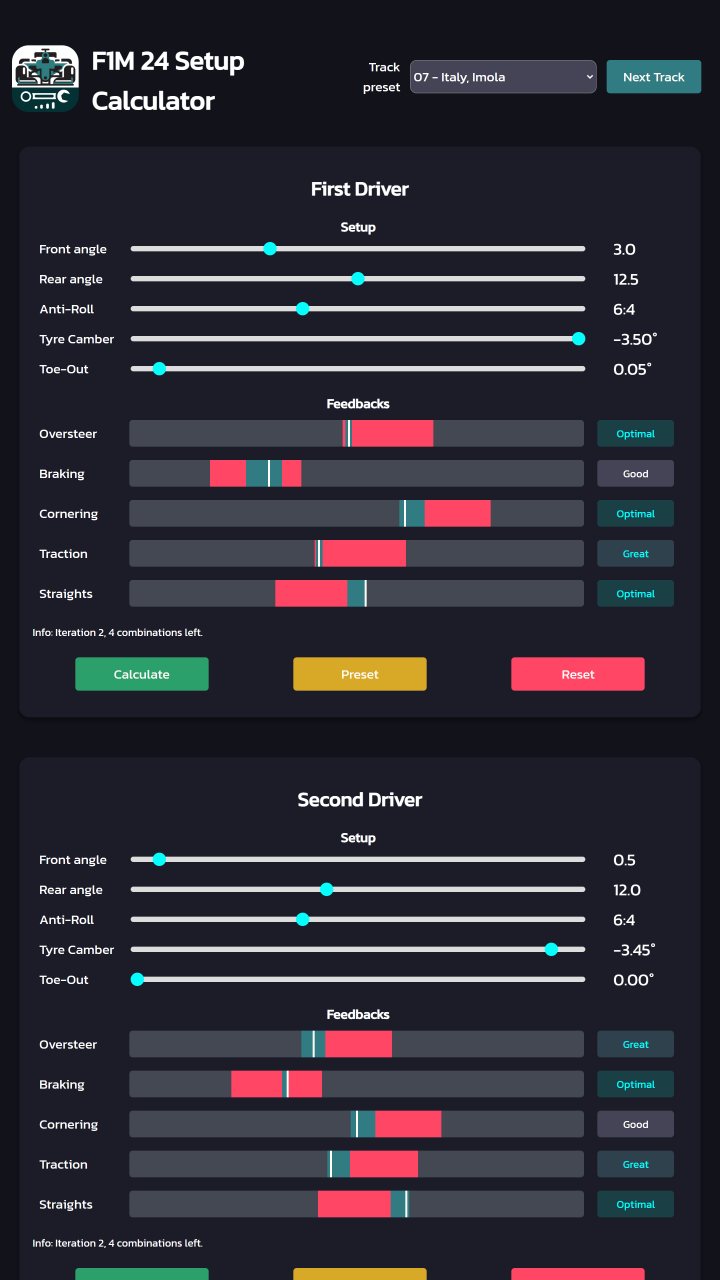 F1M 24 Setup
Calculator
Track
preset
07 - Italy, Imola
Next Track
First Driver
Setup
Front angle 3.0
Rear angle 12.5
Anti-Roll 6:4
Tyre Camber -3.50°
Toe-Out 0.05°
Feedbacks
Oversteer Optimal
Braking Good
Cornering Optimal
Traction Great
Straights Optimal
Info: Iteration 2, 4 combinations left.
Calculate Preset Reset
Second Driver
Setup
Front angle 0.5
Rear angle 12.0
Anti-Roll 6:4
Tyre Camber -3.45°
Toe-Out 0.00°
Feedbacks
Oversteer Great
Braking Optimal
Cornering Good
Traction Great
Straights Optimal
Info: Iteration 2, 4 combinations left.